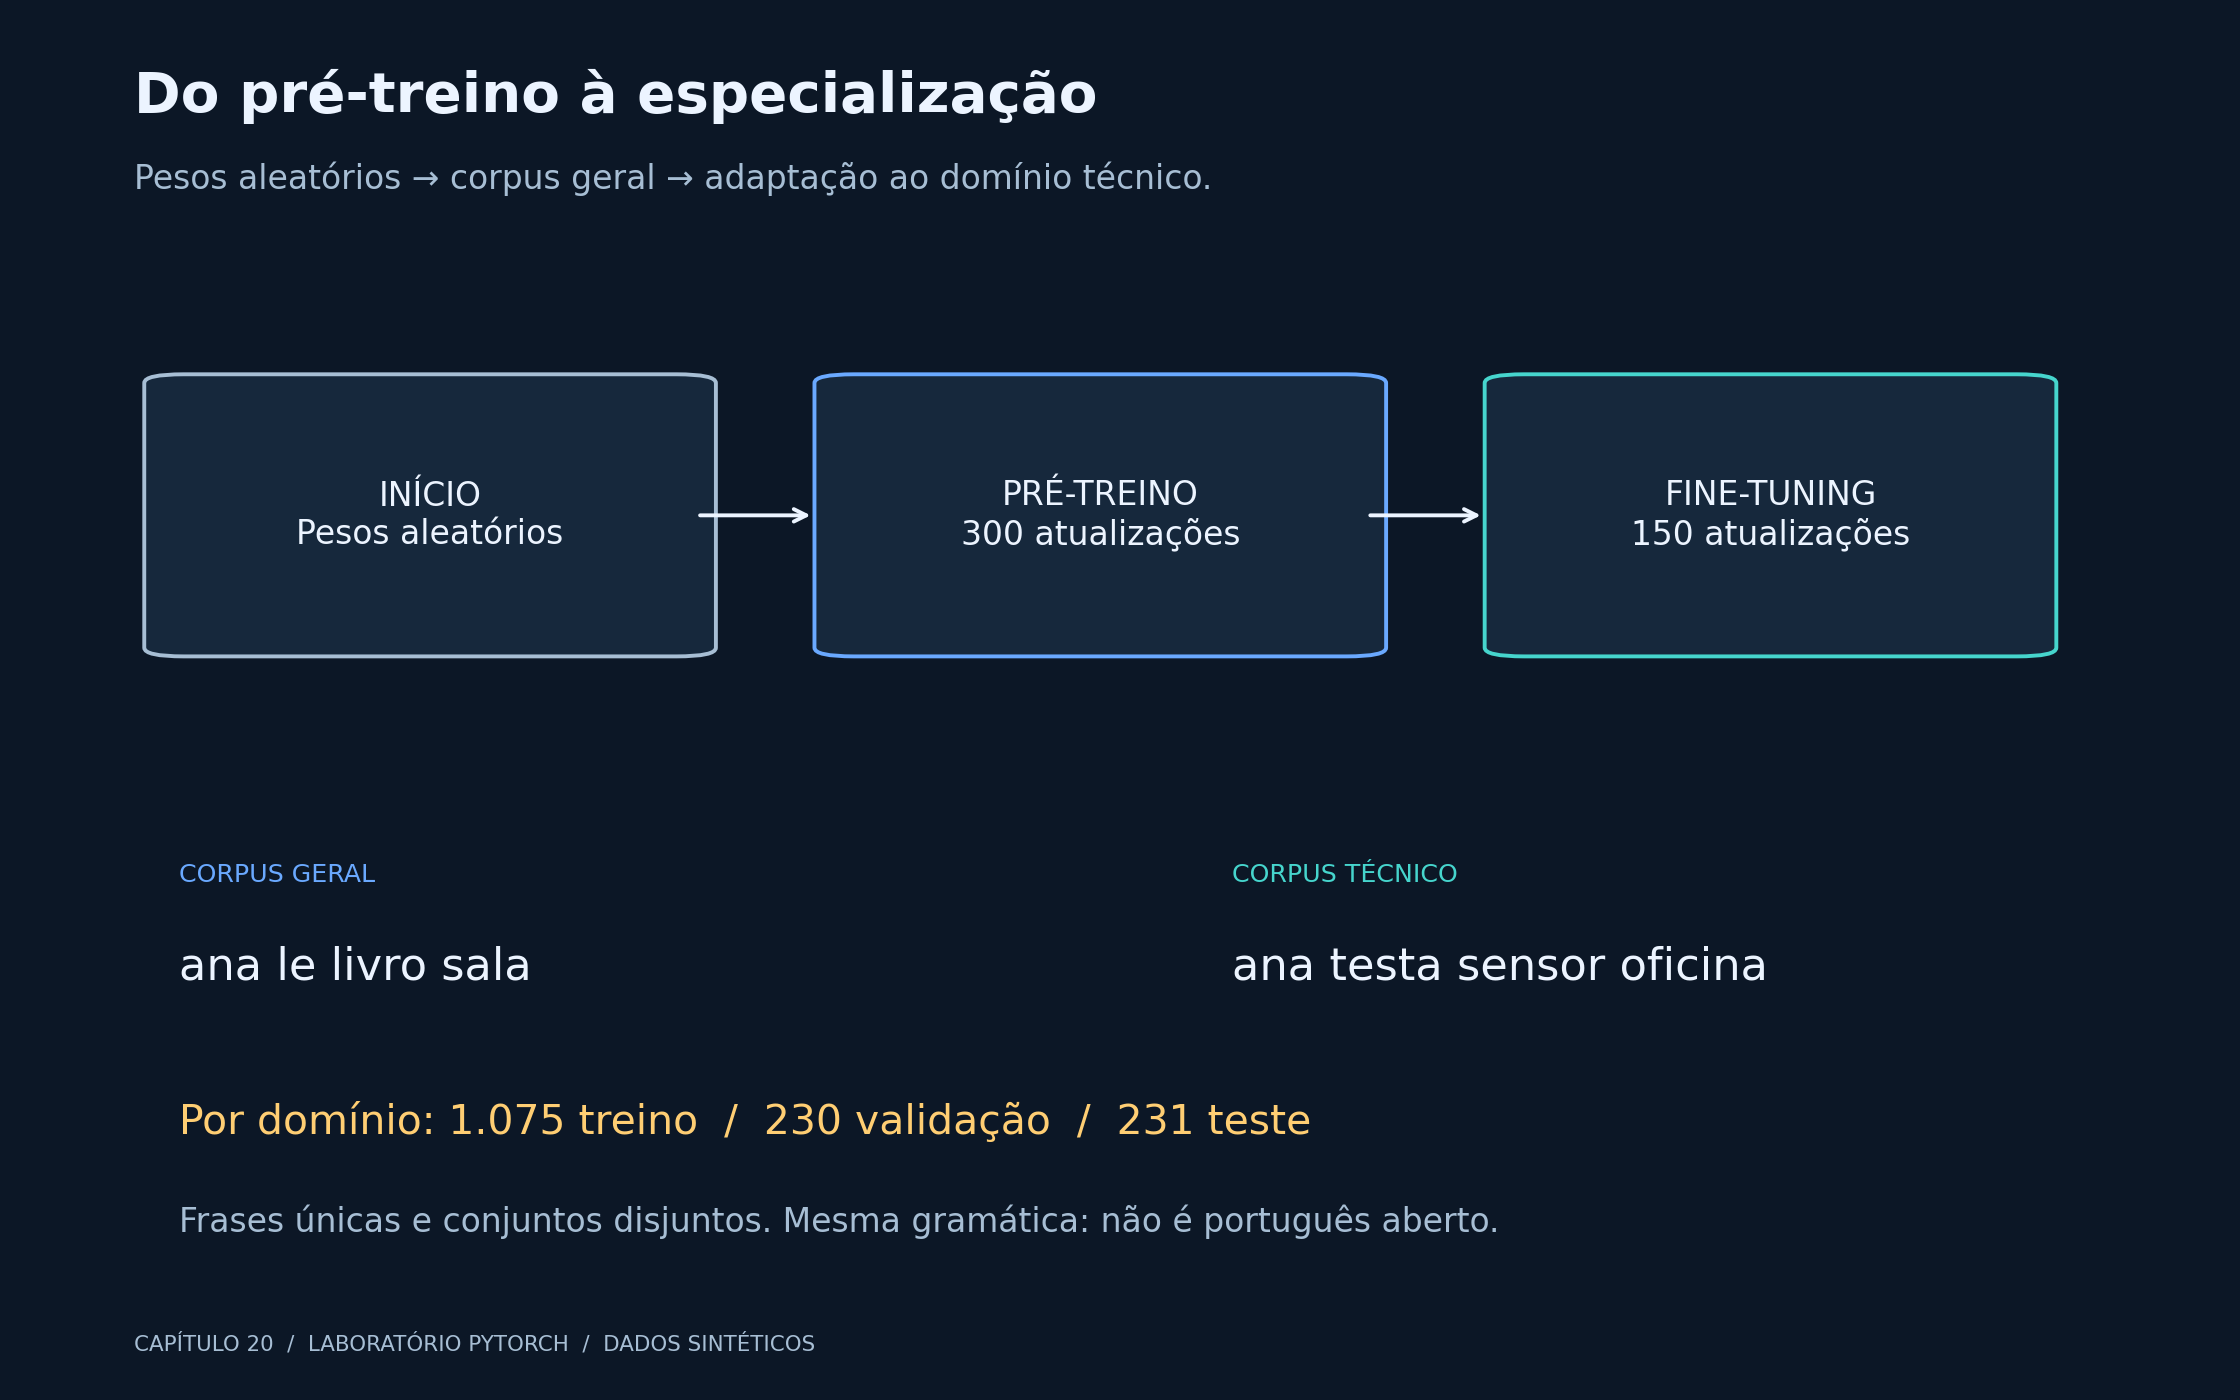 Do pré-treino à especialização
Pesos aleatórios → corpus geral → adaptação ao domínio técnico.
INÍCIO
Pesos aleatórios
PRÉ-TREINO
300 atualizações
FINE-TUNING
150 atualizações
CORPUS GERAL
ana le livro sala
CORPUS TÉCNICO
ana testa sensor oficina
Por domínio: 1.075 treino / 230 validação / 231 teste
Frases únicas e conjuntos disjuntos. Mesma gramática: não é português aberto.
CAPÍTULO 20 / LABORATÓRIO PYTORCH / DADOS SINTÉTICOS